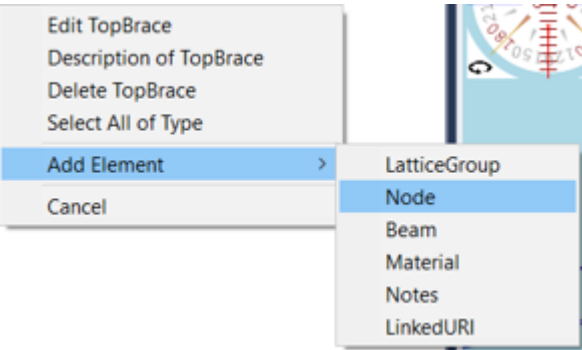 Edit TopBrace
Description of TopBrace
Delete TopBrace
Select All of Type
Add Element >
Cancel
LatticeGroup
Node
Beam
Material
Notes
LinkedURI